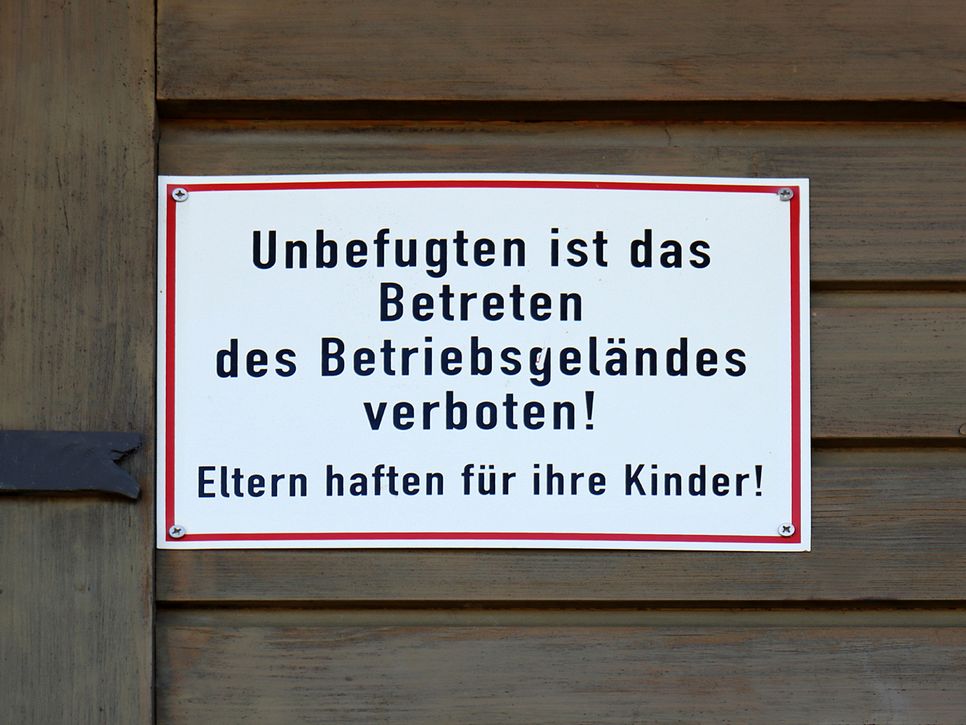 Unbefugten ist das
Betreten
des Betriebsgeländes
verboten!
Eltern haften für ihre Kinder!